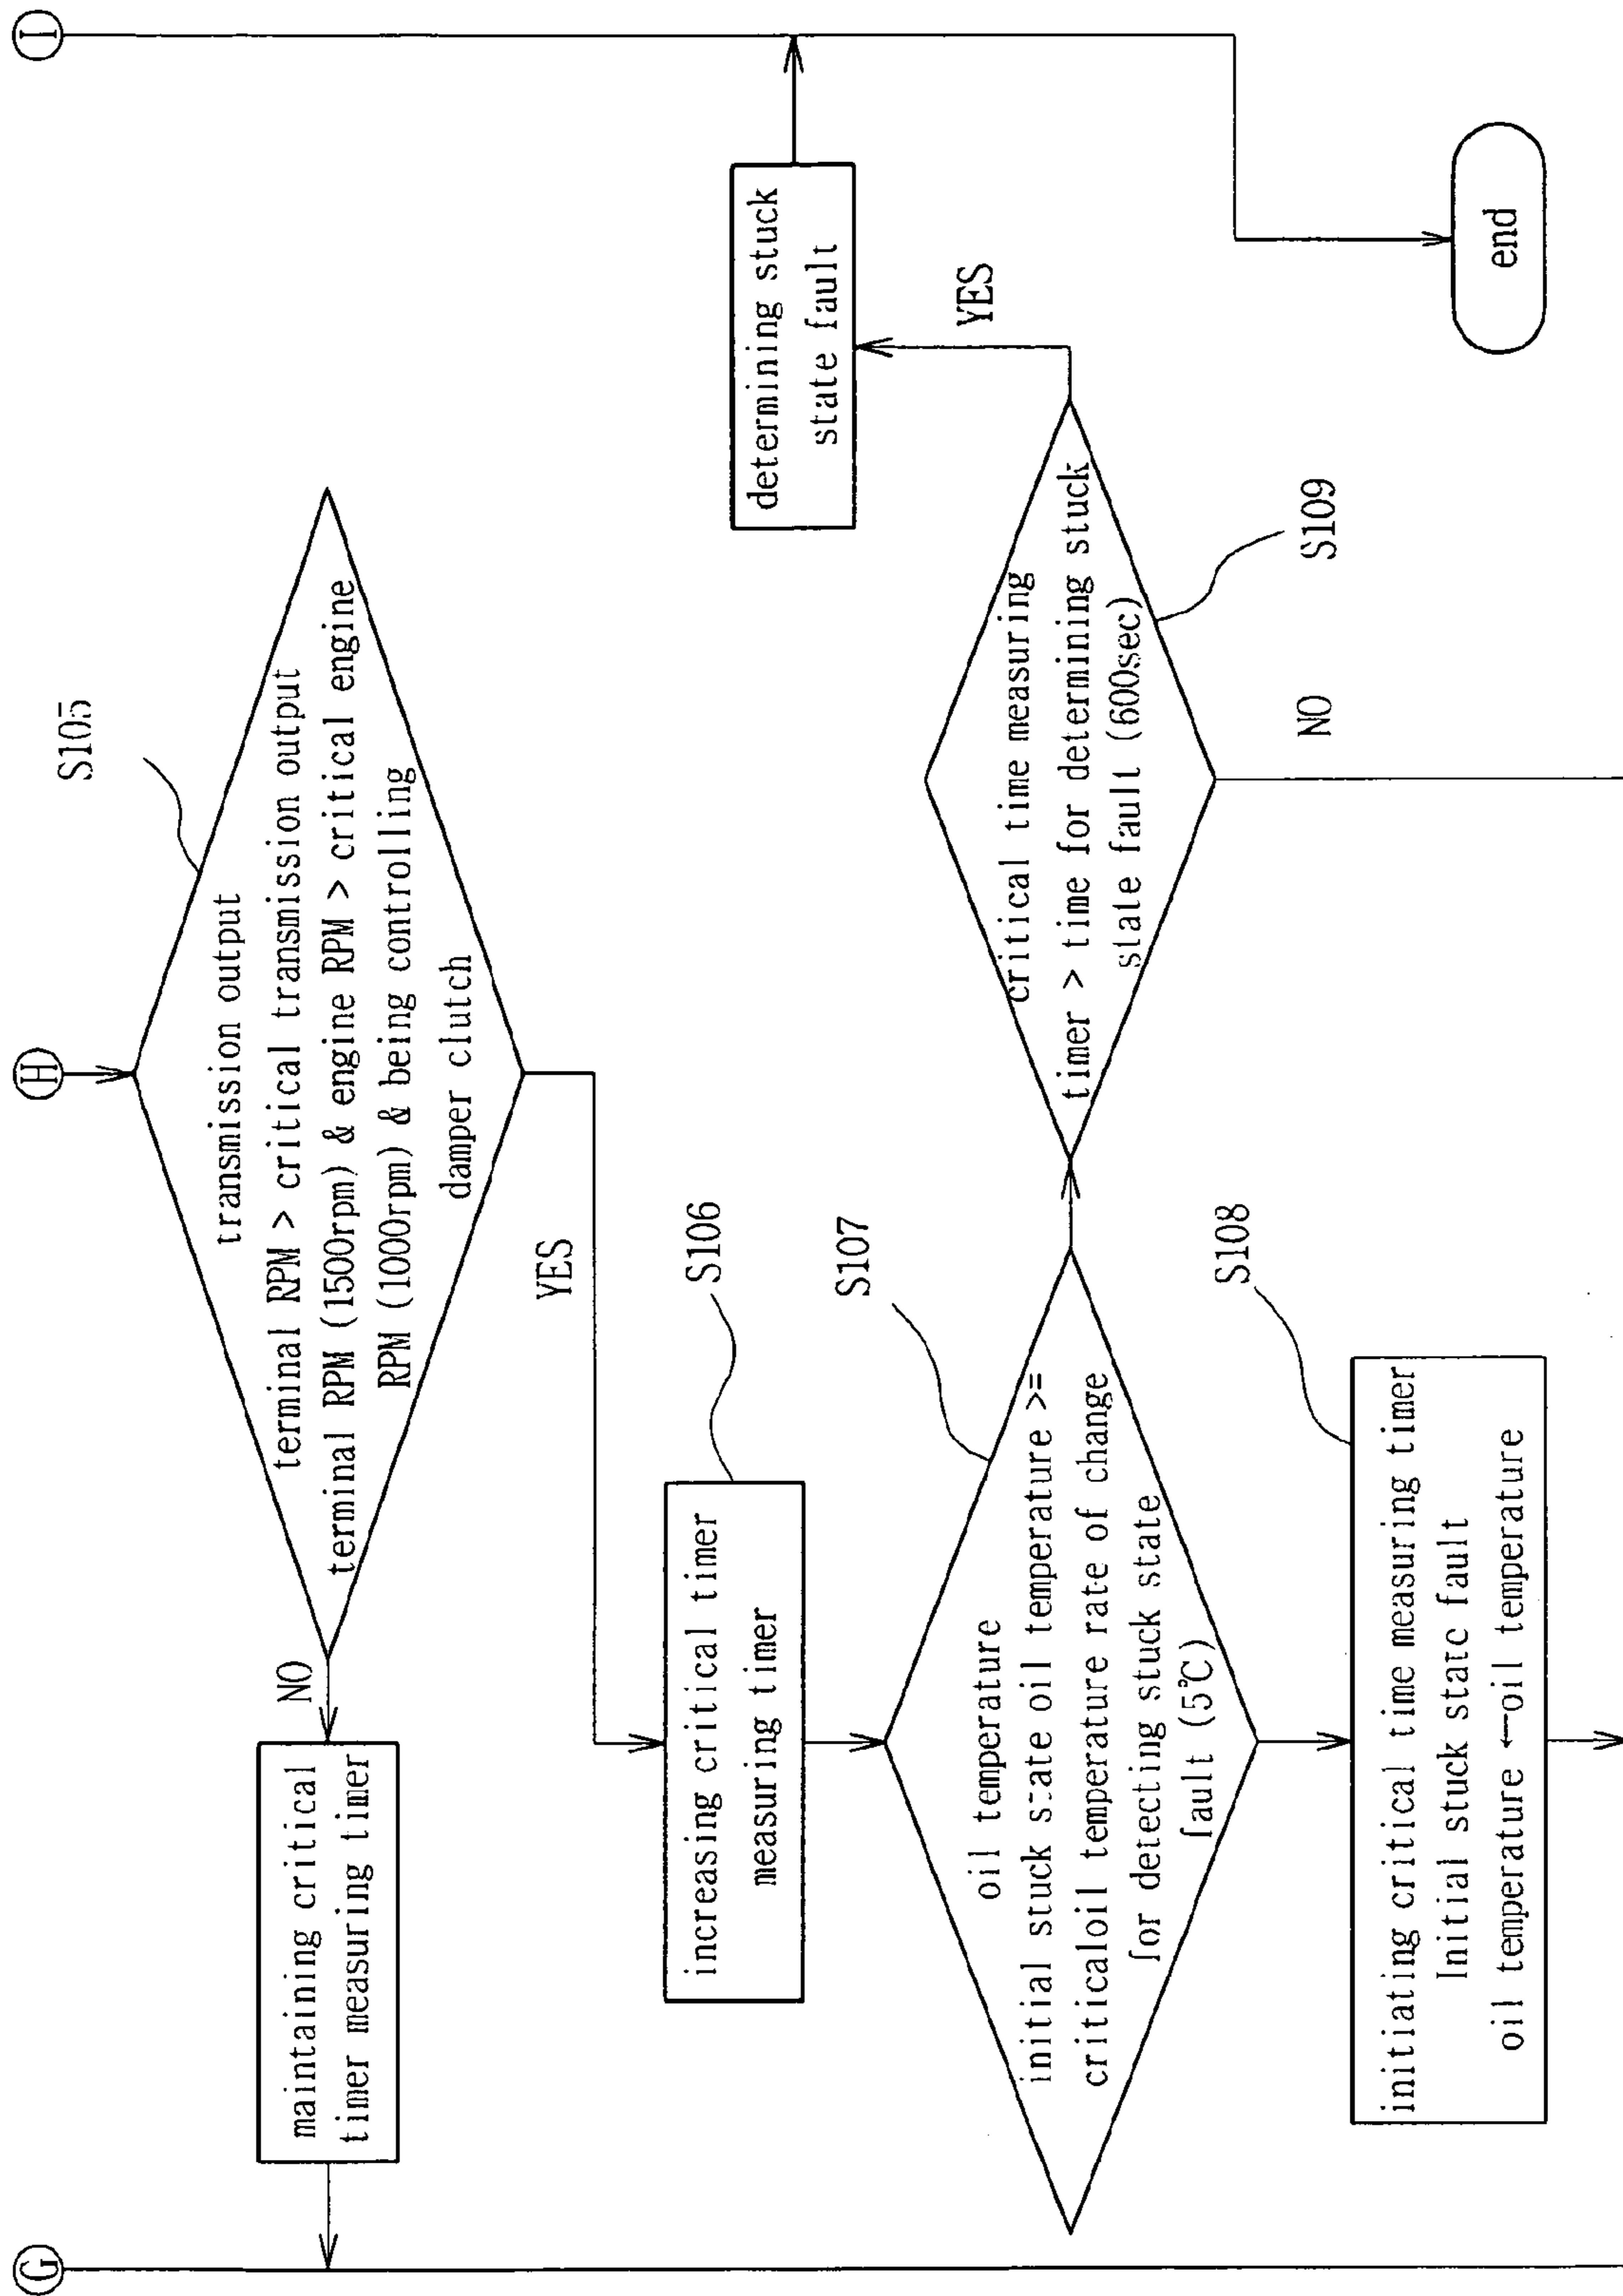 G
H
I
S105
transmission output
terminal RPM > critical transmission output
terminal RPM (1500rpm) & engine RPM > critical engine
RPM (1000rpm) & being controlling
damper clutch
NO
maintaining critical
timer measuring timer
YES
S106
increasing critical timer
measuring timer
S107
oil temperature
initial stuck state oil temperature >=
criticaloil temperature rate of change
for detecting stuck state
fault (5℃)
S108
initiating critical time measuring timer
Initial stuck state fault
oil temperature ←oil temperature
critical time measuring
timer > time for determining stuck
state fault (600sec)
S109
NO
YES
determining stuck
state fault
end